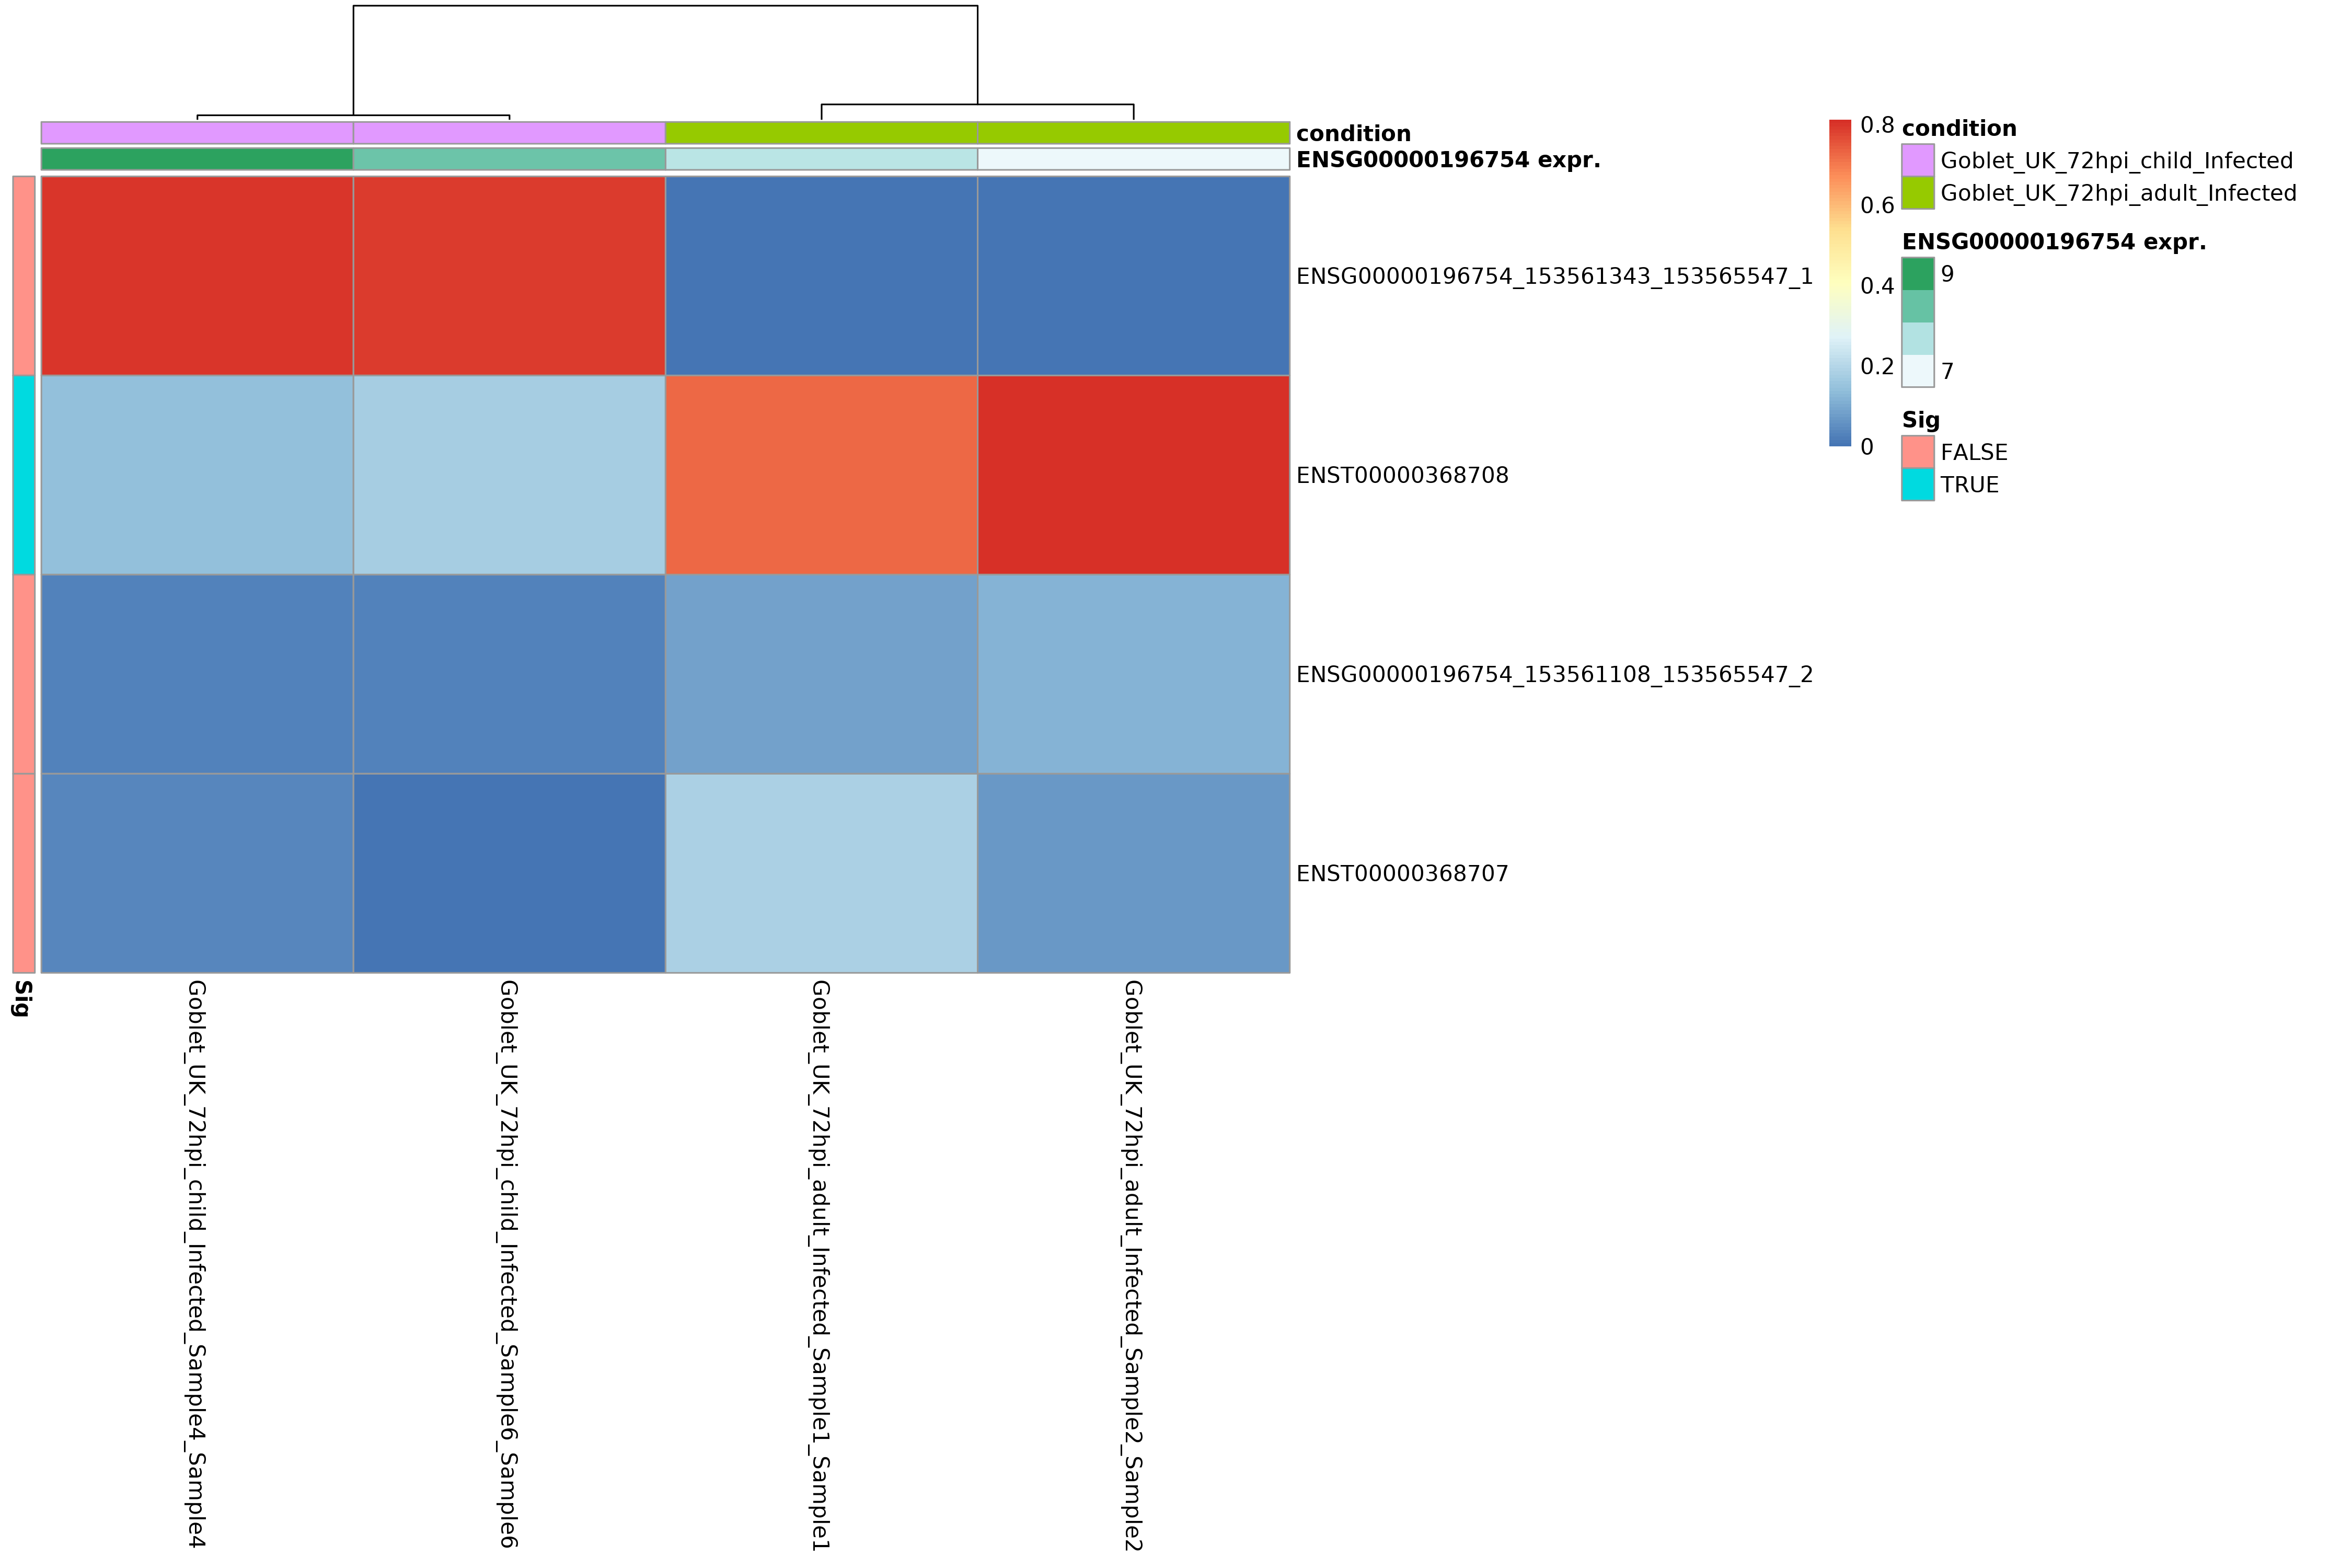 condition
ENSG00000196754 expr.
ENSG00000196754_153561343_153565547_1
ENST00000368708
ENSG00000196754_153561108_153565547_2
ENST00000368707
Sig
Goblet_UK_72hpi_child_Infected_Sample4_Sample4
Goblet_UK_72hpi_child_Infected_Sample6_Sample6
Goblet_UK_72hpi_adult_Infected_Sample1_Sample1
Goblet_UK_72hpi_adult_Infected_Sample2_Sample2
0.8
0.6
0.4
0.2
0
condition
Goblet_UK_72hpi_child_Infected
Goblet_UK_72hpi_adult_Infected
ENSG00000196754 expr.
9
7
Sig
FALSE
TRUE